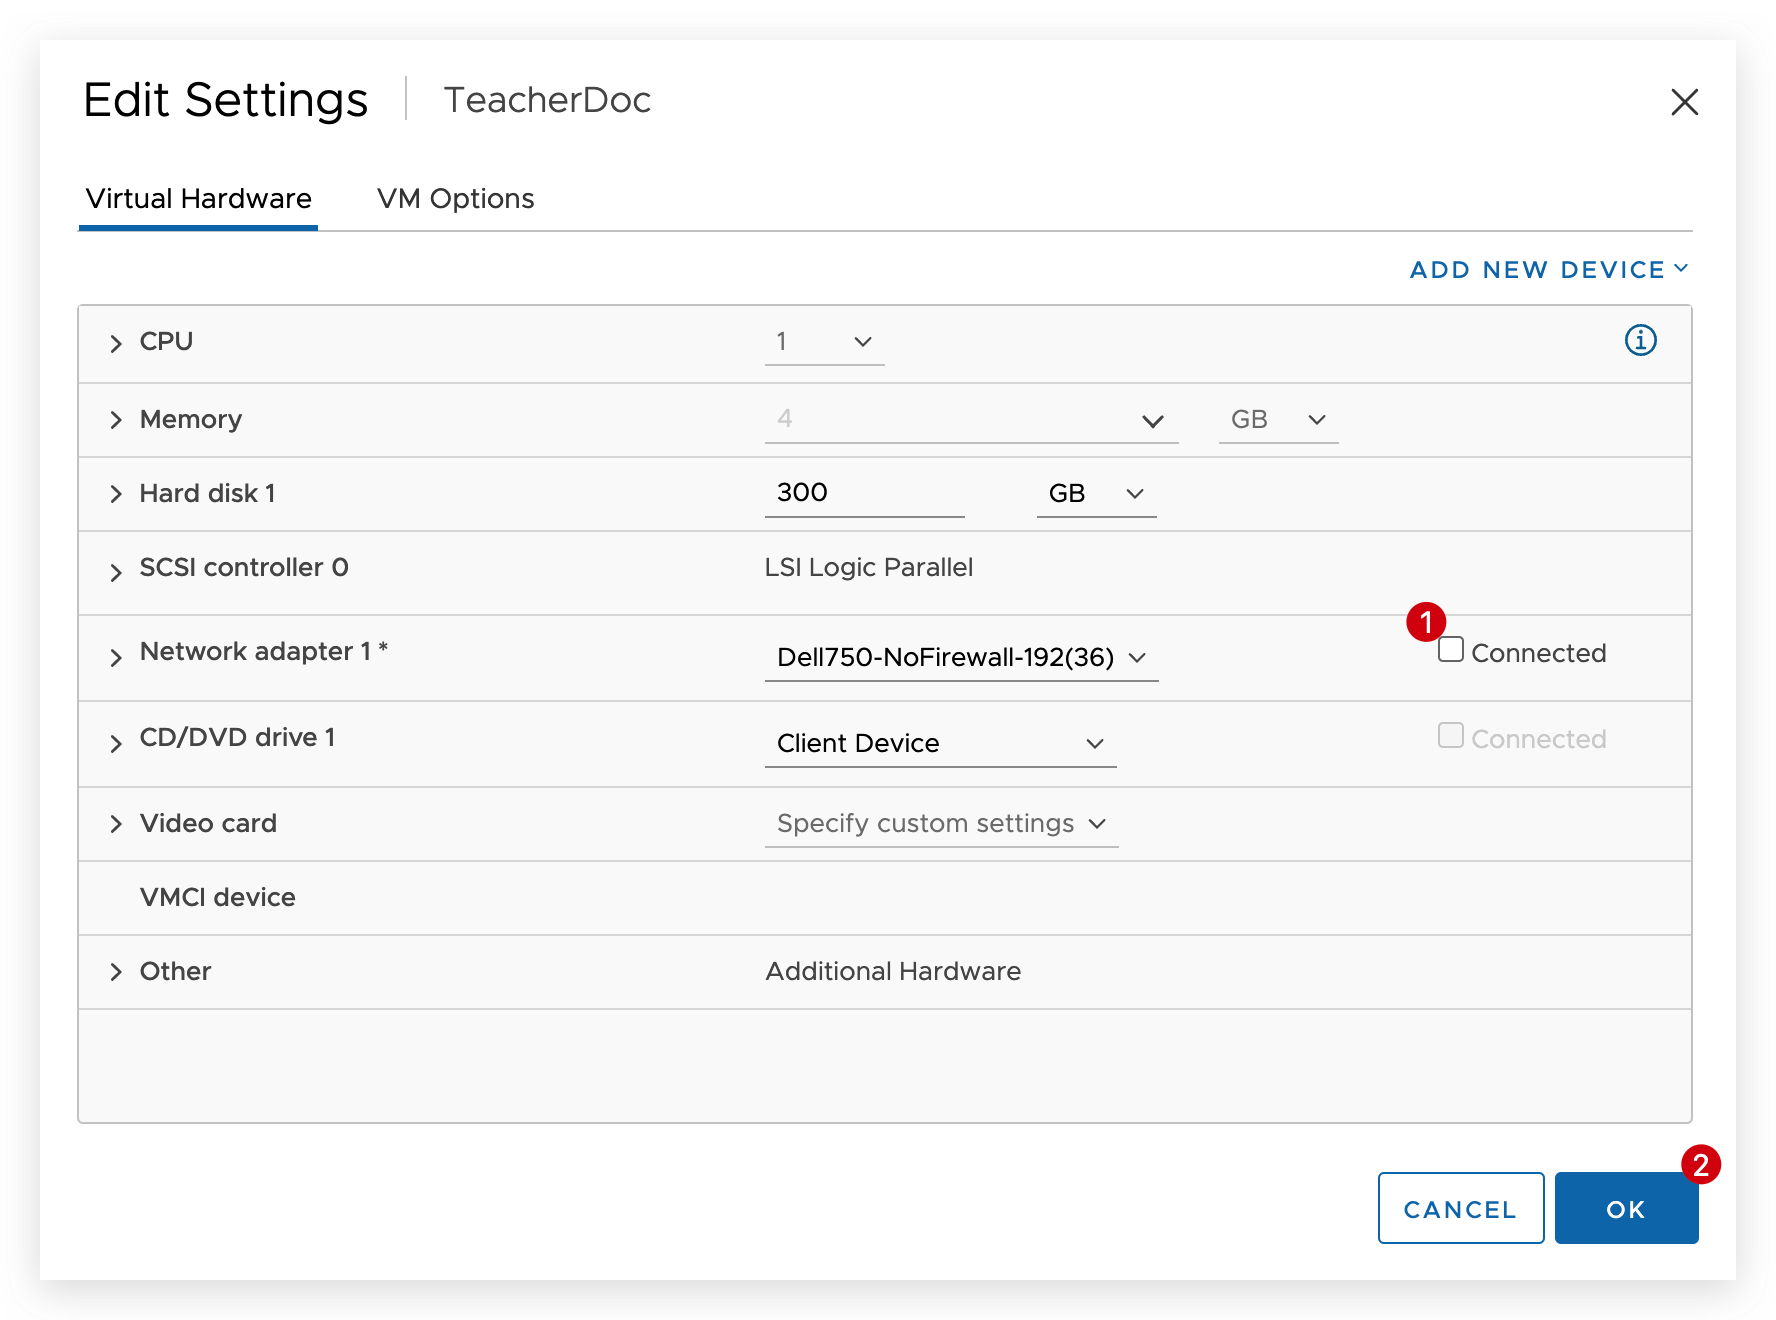 Edit Settings TeacherDoc
Virtual Hardware VM Options
ADD NEW DEVICE
CPU 1
Memory 4 GB
Hard disk 1 300 GB
SCSI controller 0 LSI Logic Parallel
1
Network adapter 1 * Dell750-NoFirewall-192(36) Connected
CD/DVD drive 1 Client Device Connected
Video card Specify custom settings
VMCI device
Other Additional Hardware
2
CANCEL OK